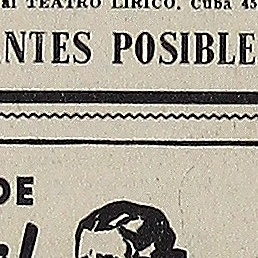 al TEATRO LIRICO, Cuba 45
ANTES POSIBLE
DE